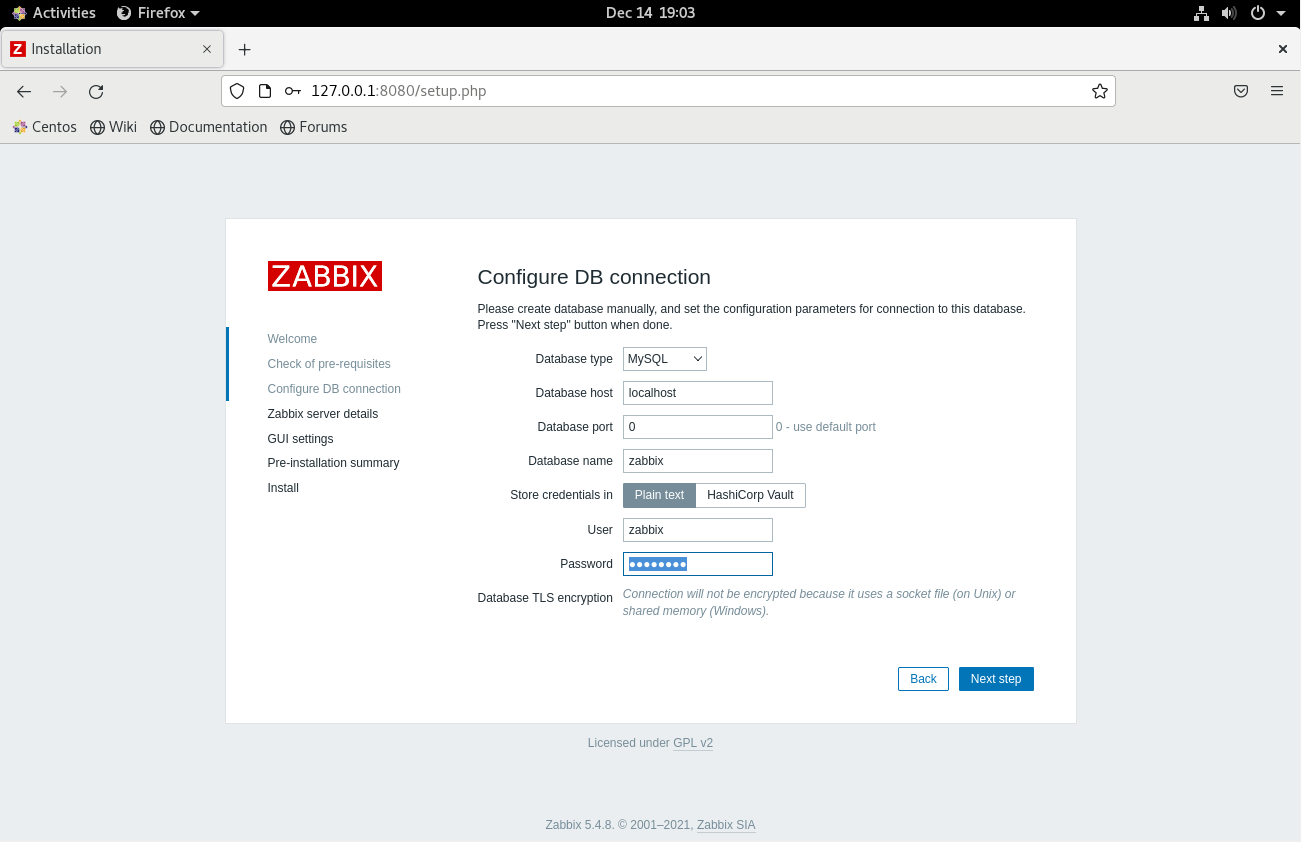 Activities Firefox Dec 14 19:03
Z Installation
127.0.0.1:8080/setup.php
Centos Wiki Documentation Forums
ZABBIX
Welcome
Check of pre-requisites
Configure DB connection
Zabbix server details
GUI settings
Pre-installation summary
Install
Configure DB connection
Please create database manually, and set the configuration parameters for connection to this database.
Press "Next step" button when done.
Database type MySQL
Database host localhost
Database port 0 0 - use default port
Database name zabbix
Store credentials in Plain text HashiCorp Vault
User zabbix
Password ●●●●●●●●
Database TLS encryption Connection will not be encrypted because it uses a socket file (on Unix) or
shared memory (Windows).
Back Next step
Licensed under GPL v2
Zabbix 5.4.8. © 2001–2021, Zabbix SIA